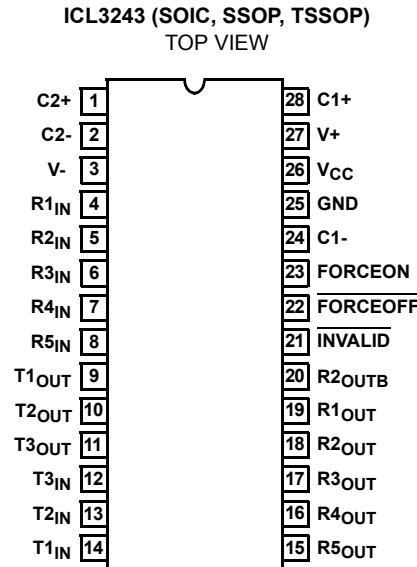 ICL3243 (SOIC, SSOP, TSSOP)
TOP VIEW
C2+ 1 28 C1+
C2- 2 27 V+
V- 3 26 VCC
R1IN 4 25 GND
R2IN 5 24 C1-
R3IN 6 23 FORCEON
R4IN 7 22 FORCEOFF
R5IN 8 21 INVALID
T1OUT 9 20 R2OUTB
T2OUT 10 19 R1OUT
T3OUT 11 18 R2OUT
T3IN 12 17 R3OUT
T2IN 13 16 R4OUT
T1IN 14 15 R5OUT